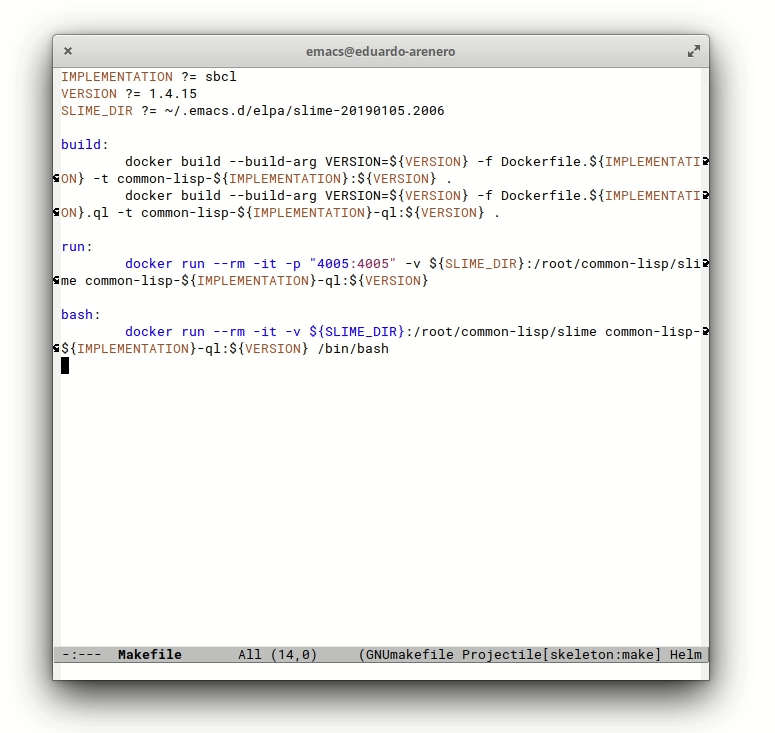 emacs@eduardo-arenero
IMPLEMENTATION ?= sbcl
VERSION ?= 1.4.15
SLIME_DIR ?= ~/.emacs.d/elpa/slime-20190105.2006
build:
docker build --build-arg VERSION=${VERSION} -f Dockerfile.${IMPLEMENTATI
ON} -t common-lisp-${IMPLEMENTATION}:${VERSION} .
docker build --build-arg VERSION=${VERSION} -f Dockerfile.${IMPLEMENTATI
ON}.ql -t common-lisp-${IMPLEMENTATION}-ql:${VERSION} .
run:
docker run --rm -it -p "4005:4005" -v ${SLIME_DIR}:/root/common-lisp/sli
me common-lisp-${IMPLEMENTATION}-ql:${VERSION}
bash:
docker run --rm -it -v ${SLIME_DIR}:/root/common-lisp/slime common-lisp-
${IMPLEMENTATION}-ql:${VERSION} /bin/bash
-:--- Makefile All (14,0) (GNUmakefile Projectile[skeleton:make] Helm